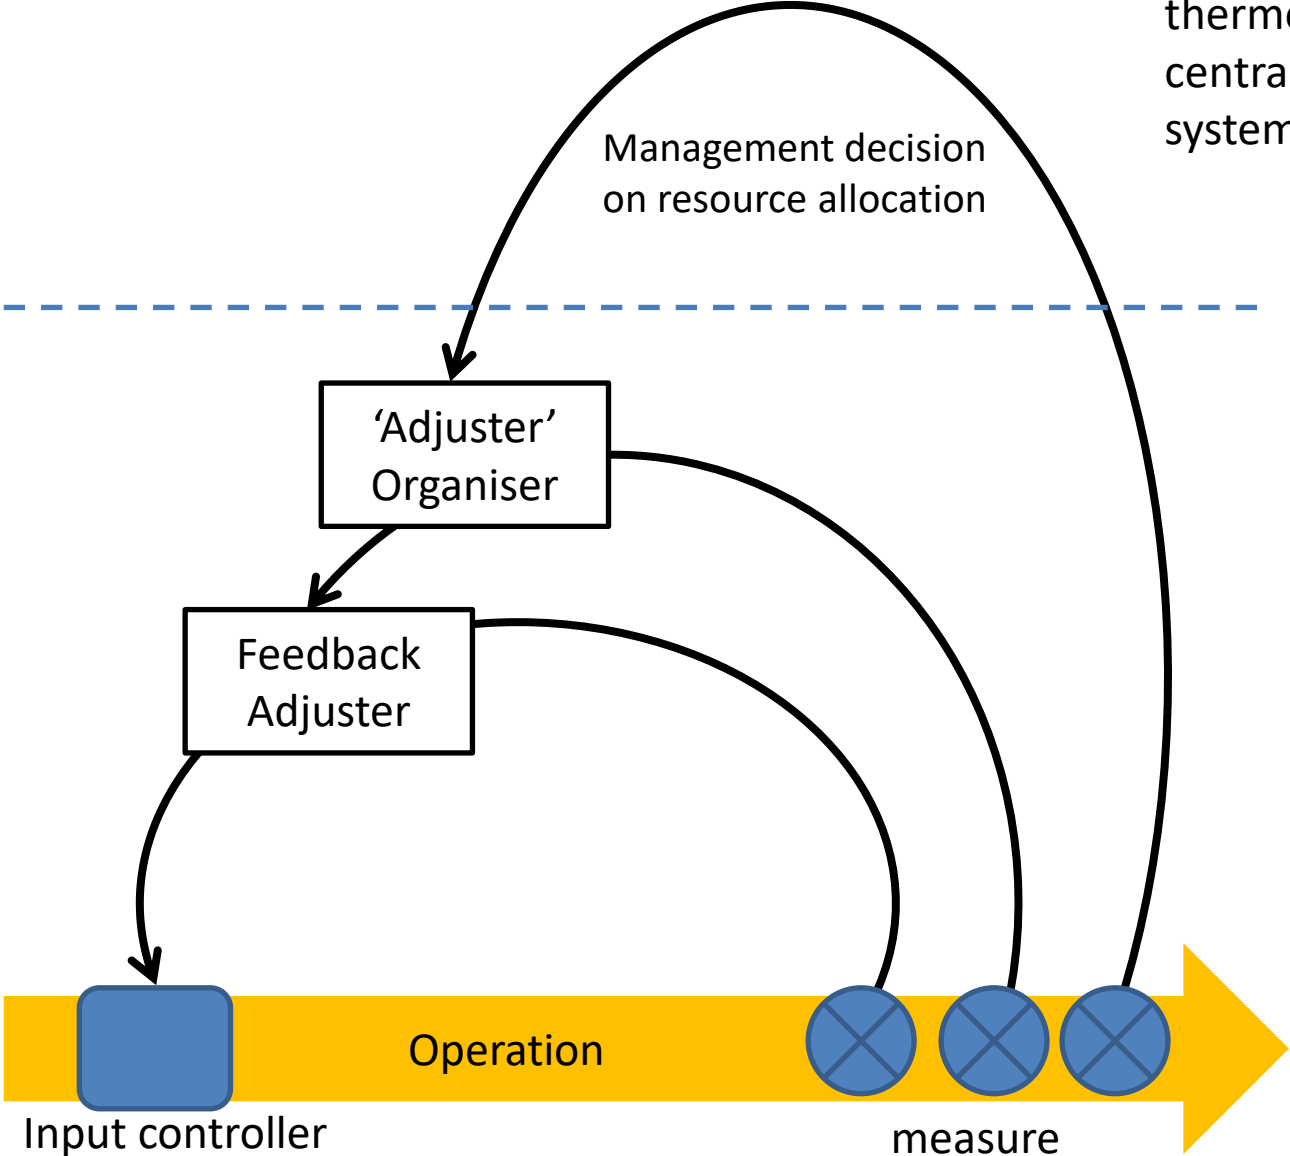 Management decision
on resource allocation
‘Adjuster’
Organiser
Feedback
Adjuster
Operation
Input controller
measure